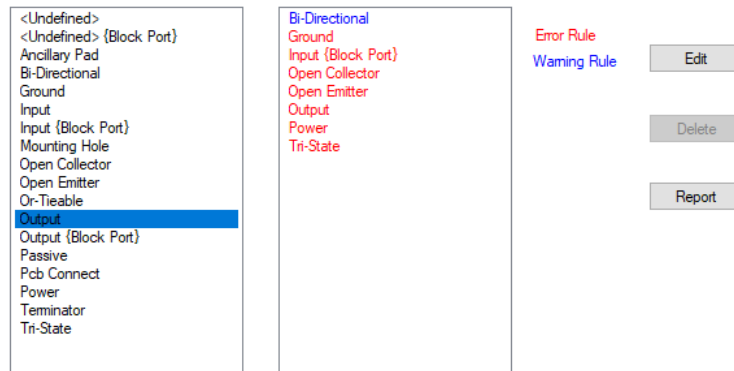 <Undefined>
<Undefined> {Block Port}
Ancillary Pad
Bi-Directional
Ground
Input
Input {Block Port}
Mounting Hole
Open Collector
Open Emitter
Or-Tieable
Output
Output {Block Port}
Passive
Pcb Connect
Power
Terminator
Tri-State
Bi-Directional
Ground
Input {Block Port}
Open Collector
Open Emitter
Output
Power
Tri-State
Error Rule
Warning Rule
Edit
Delete
Report